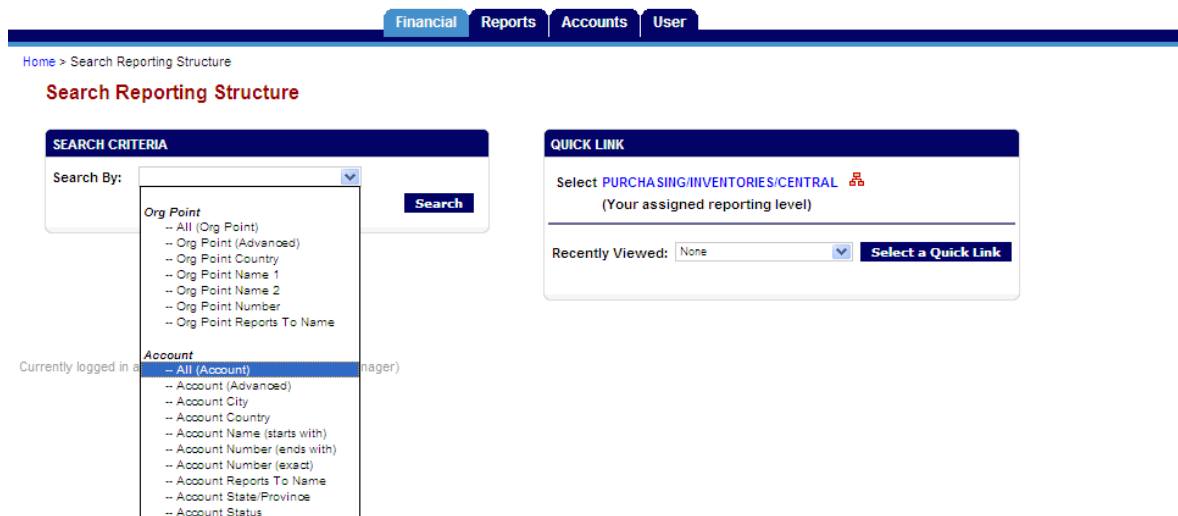 Financial Reports Accounts User
Home > Search Reporting Structure
Search Reporting Structure
SEARCH CRITERIA
Search By:
Search
Org Point
-- All (Org Point)
-- Org Point (Advanced)
-- Org Point Country
-- Org Point Name 1
-- Org Point Name 2
-- Org Point Number
-- Org Point Reports To Name
Account
-- All (Account)
-- Account (Advanced)
-- Account City
-- Account Country
-- Account Name (starts with)
-- Account Number (ends with)
-- Account Number (exact)
-- Account Reports To Name
-- Account State/Province
-- Account Status
QUICK LINK
Select PURCHASING/INVENTORIES/CENTRAL
(Your assigned reporting level)
Recently Viewed: None Select a Quick Link
Currently logged in